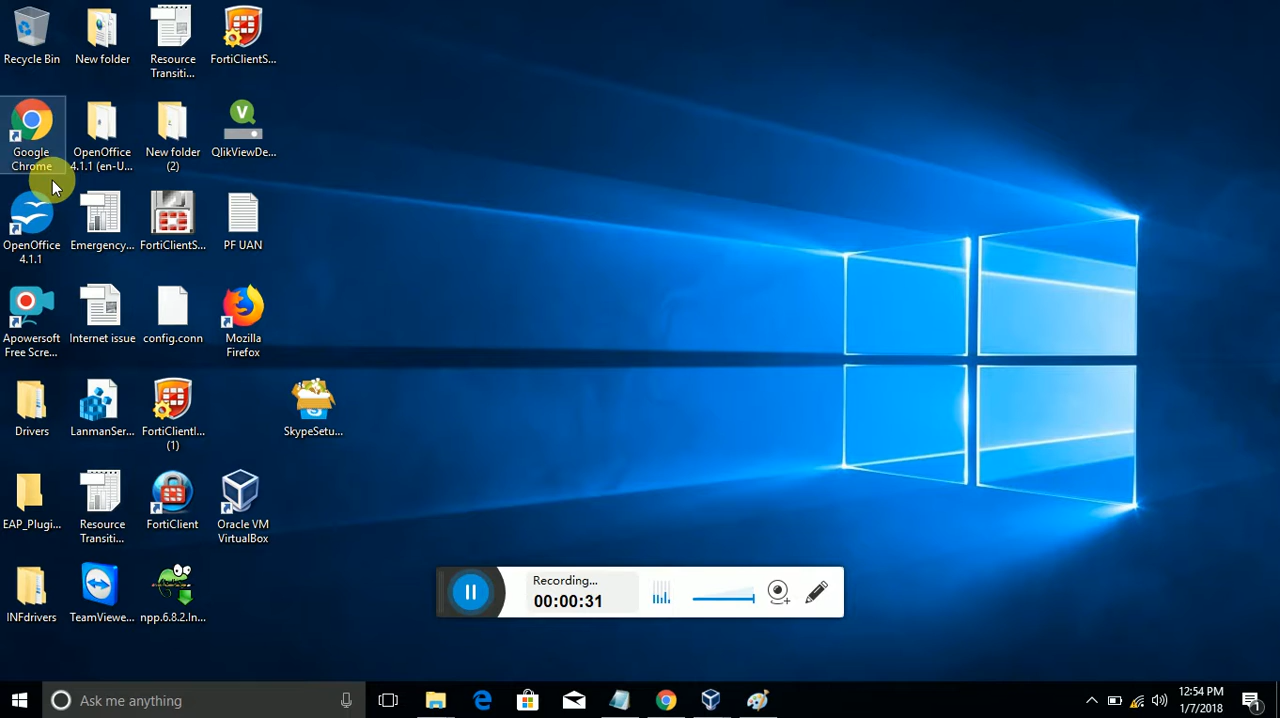 Recycle Bin
New folder
Resource
Transiti...
FortiClientS...
Google
Chrome
OpenOffice
4.1.1 (en-U...
New folder
(2)
QlikViewDe...
OpenOffice
4.1.1
Emergency...
FortiClientS...
PF UAN
Apowersoft
Free Scre...
Internet issue
config.conn
Mozilla
Firefox
Drivers
LanmanSer...
FortiClientI...
(1)
SkypeSetu...
EAP_Plugi...
Resource
Transiti...
FortiClient
Oracle VM
VirtualBox
INFdrivers
TeamViewe...
npp.6.8.2.In...
Recording...
00:00:31
Ask me anything
12:54 PM
1/7/2018